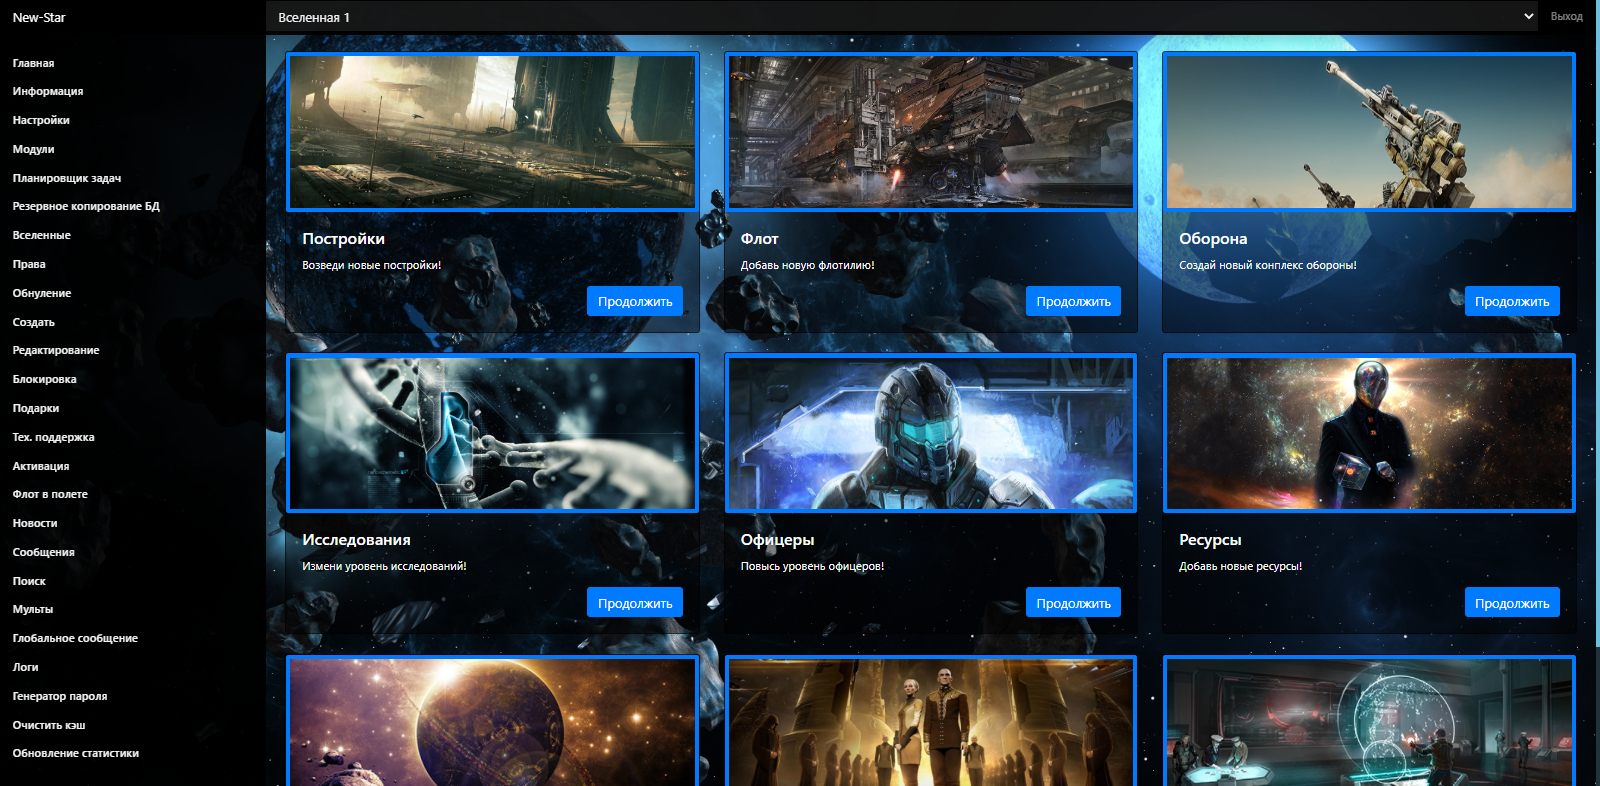 New-Star
Вселенная 1
Выход
Главная
Информация
Настройки
Модули
Планировщик задач
Резервное копирование БД
Вселенные
Права
Обнуление
Создать
Редактирование
Блокировка
Подарки
Тех. поддержка
Активация
Флот в полете
Новости
Сообщения
Поиск
Мульты
Глобальное сообщение
Логи
Генератор пароля
Очистить кэш
Обновление статистики
Постройки
Возведи новые постройки!
Продолжить
Флот
Добавь новую флотилию!
Продолжить
Оборона
Создай новый конплекс обороны!
Продолжить
Исследования
Измени уровень исследований!
Продолжить
Офицеры
Повысь уровень офицеров!
Продолжить
Ресурсы
Добавь новые ресурсы!
Продолжить